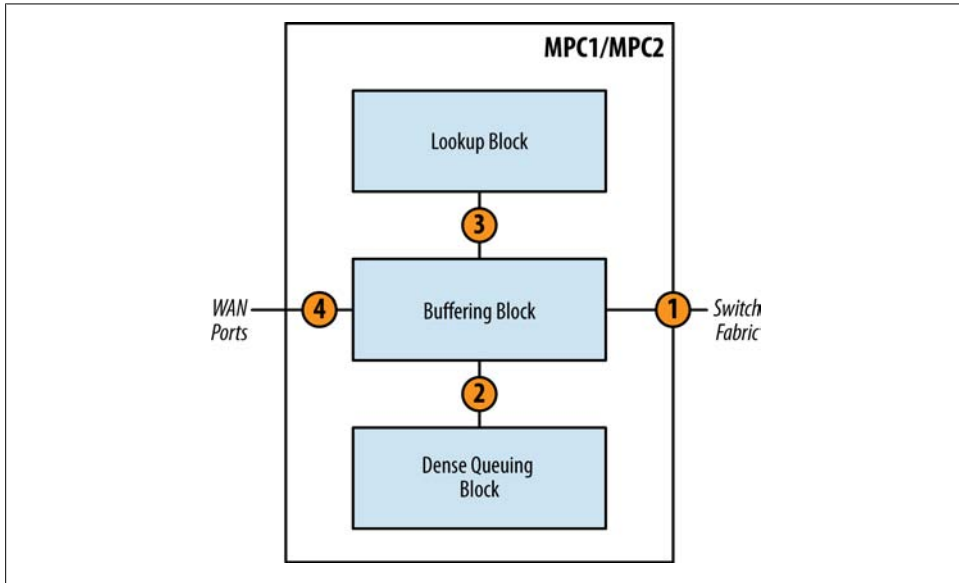 MPC1/MPC2
Lookup Block
3
WAN
Ports
4
Buffering Block
1
Switch
Fabric
2
Dense Queuing
Block